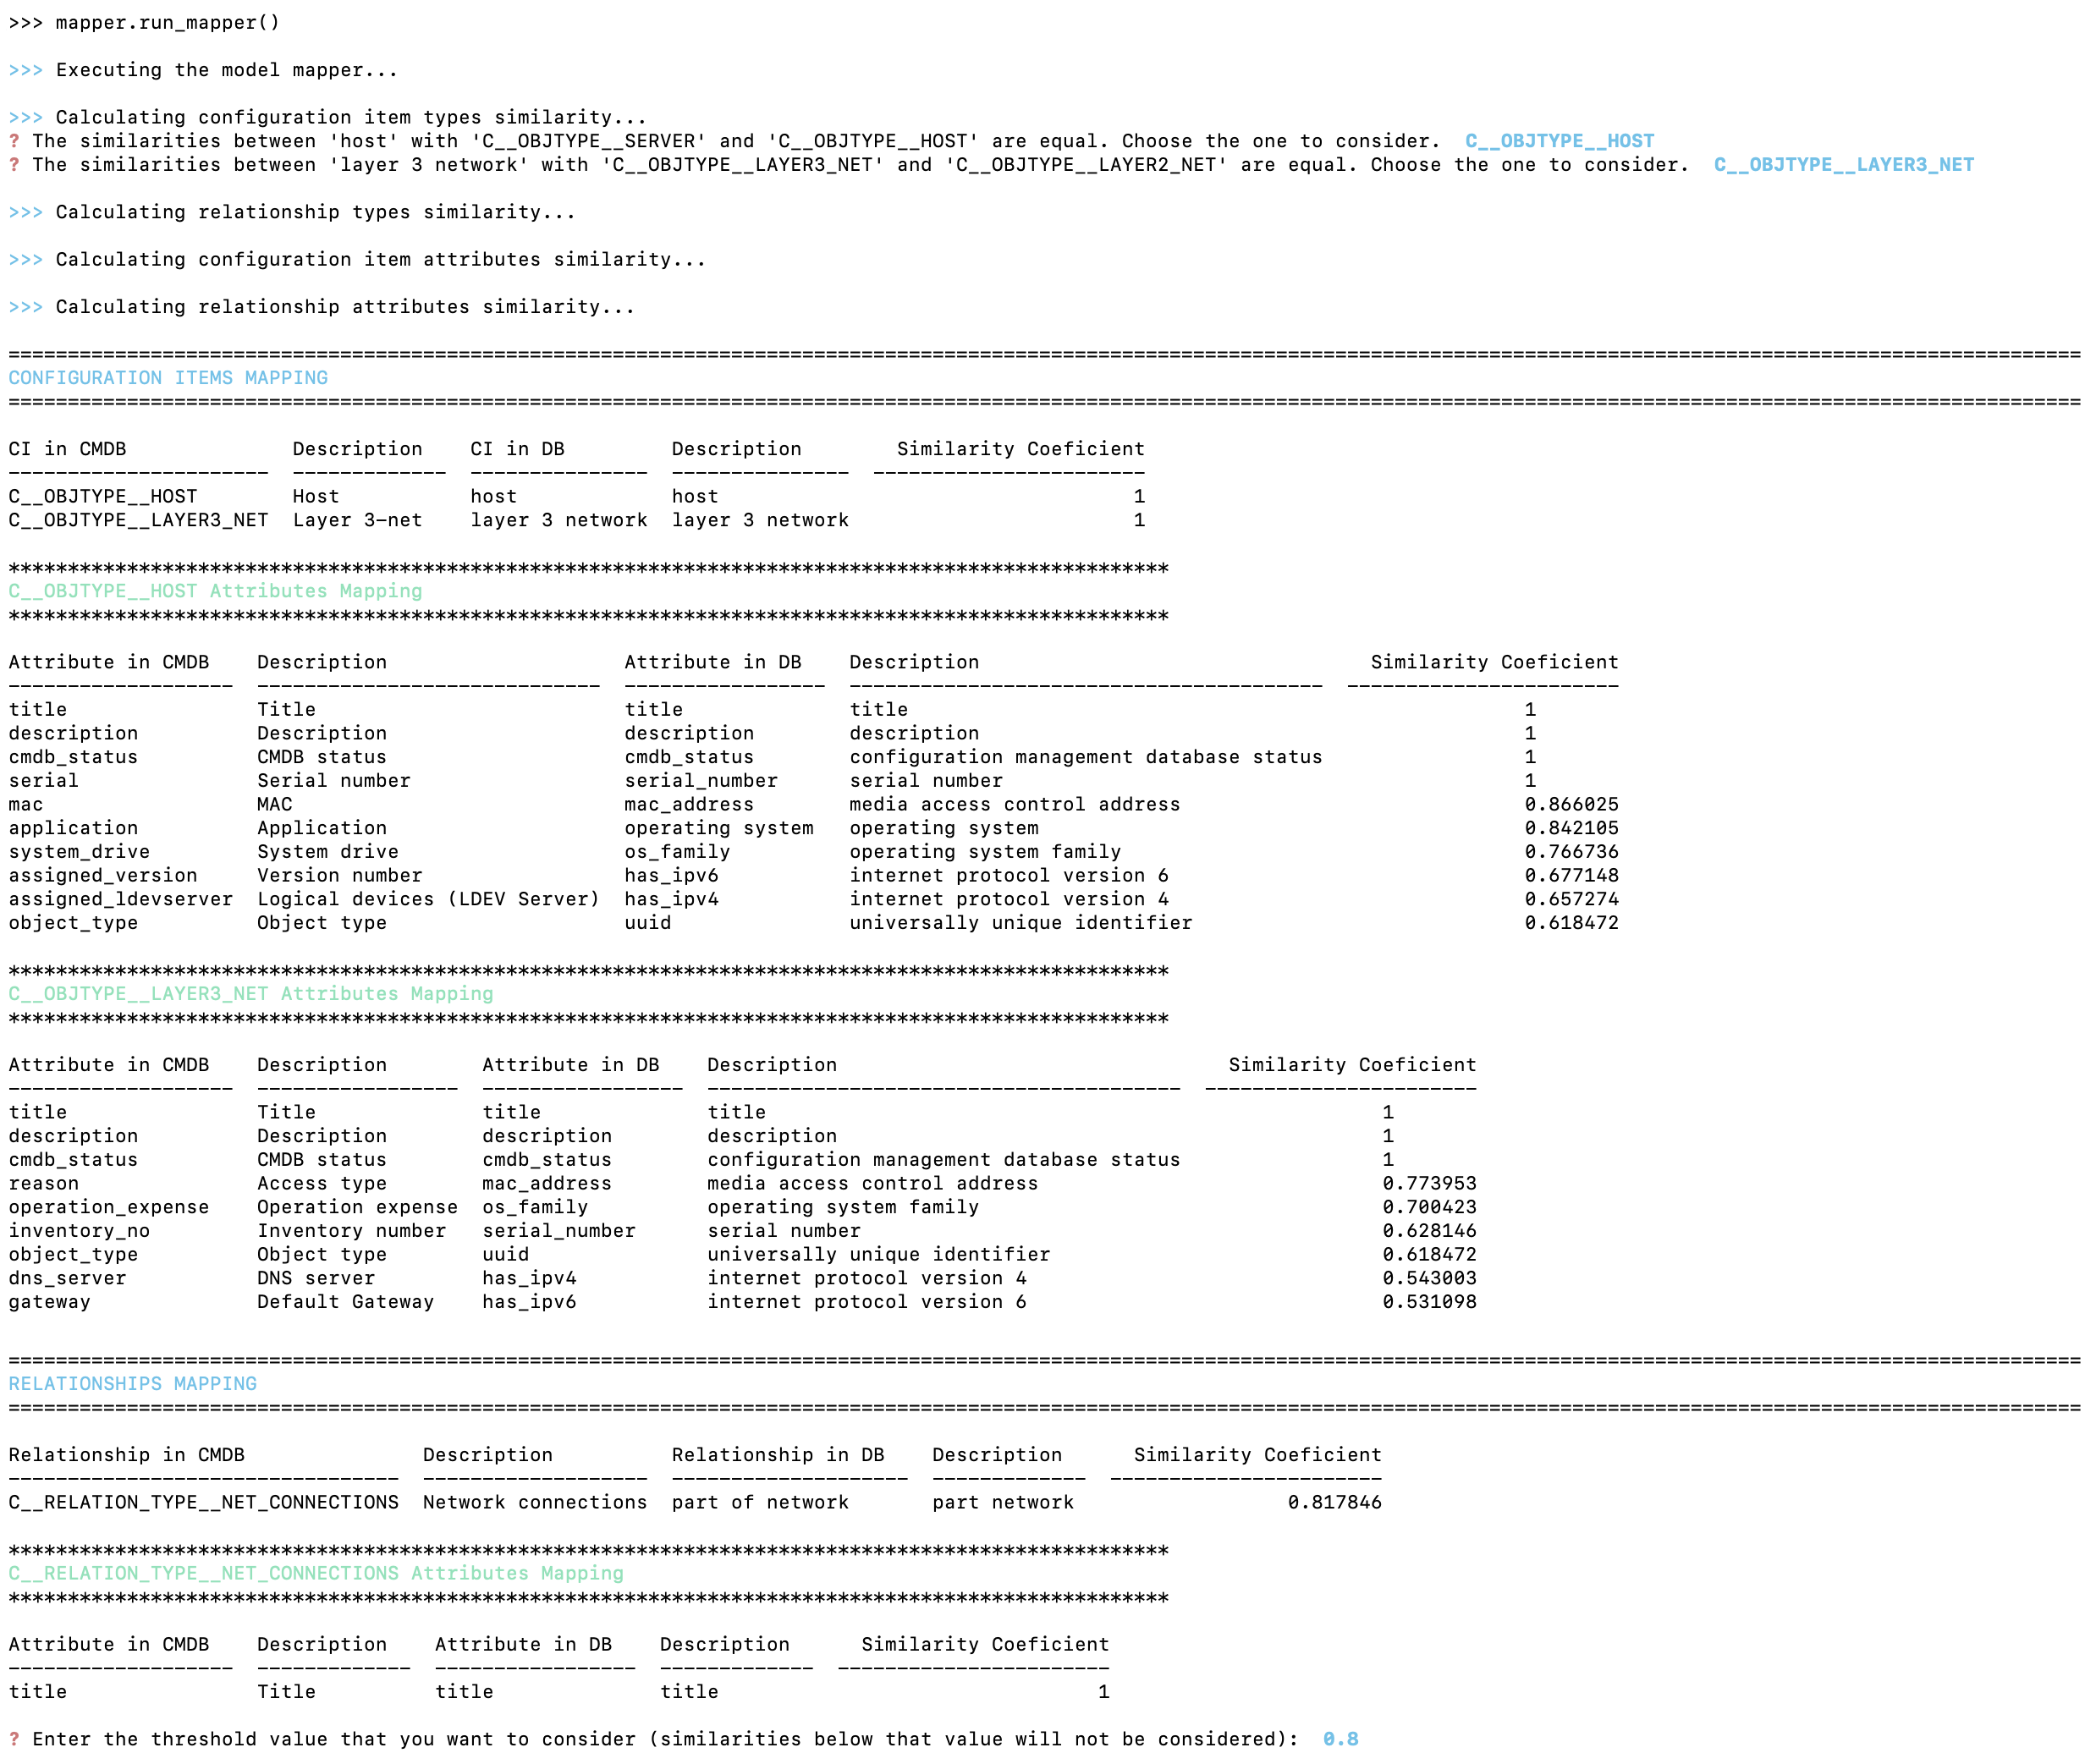 >>> mapper.run_mapper()
>>> Executing the model mapper...
>>> Calculating configuration item types similarity...
? The similarities between 'host' with 'C__OBJTYPE__SERVER' and 'C__OBJTYPE__HOST' are equal. Choose the one to consider.  C__OBJTYPE__HOST
? The similarities between 'layer 3 network' with 'C__OBJTYPE__LAYER3_NET' and 'C__OBJTYPE__LAYER2_NET' are equal. Choose the one to consider.  C__OBJTYPE__LAYER3_NET
>>> Calculating relationship types similarity...
>>> Calculating configuration item attributes similarity...
>>> Calculating relationship attributes similarity...
CONFIGURATION ITEMS MAPPING
CI in CMDB  Description  CI in DB  Description  Similarity Coeficient
C__OBJTYPE__HOST  Host  host  host  1
C__OBJTYPE__LAYER3_NET  Layer 3-net  layer 3 network  layer 3 network  1
C__OBJTYPE__HOST Attributes Mapping
Attribute in CMDB  Description  Attribute in DB  Description  Similarity Coeficient
title  Title  title  title  1
description  Description  description  description  1
cmdb_status  CMDB status  cmdb_status  configuration management database status  1
serial  Serial number  serial_number  serial number  1
mac  MAC  mac_address  media access control address  0.866025
application  Application  operating system  operating system  0.842105
system_drive  System drive  os_family  operating system family  0.766736
assigned_version  Version number  has_ipv6  internet protocol version 6  0.677148
assigned_ldevserver  Logical devices (LDEV Server)  has_ipv4  internet protocol version 4  0.657274
object_type  Object type  uuid  universally unique identifier  0.618472
C__OBJTYPE__LAYER3_NET Attributes Mapping
Attribute in CMDB  Description  Attribute in DB  Description  Similarity Coeficient
title  Title  title  title  1
description  Description  description  description  1
cmdb_status  CMDB status  cmdb_status  configuration management database status  1
reason  Access type  mac_address  media access control address  0.773953
operation_expense  Operation expense  os_family  operating system family  0.700423
inventory_no  Inventory number  serial_number  serial number  0.628146
object_type  Object type  uuid  universally unique identifier  0.618472
dns_server  DNS server  has_ipv4  internet protocol version 4  0.543003
gateway  Default Gateway  has_ipv6  internet protocol version 6  0.531098
RELATIONSHIPS MAPPING
Relationship in CMDB  Description  Relationship in DB  Description  Similarity Coeficient
C__RELATION_TYPE__NET_CONNECTIONS  Network connections  part of network  part network  0.817846
C__RELATION_TYPE__NET_CONNECTIONS Attributes Mapping
Attribute in CMDB  Description  Attribute in DB  Description  Similarity Coeficient
title  Title  title  title  1
? Enter the threshold value that you want to consider (similarities below that value will not be considered):  0.8